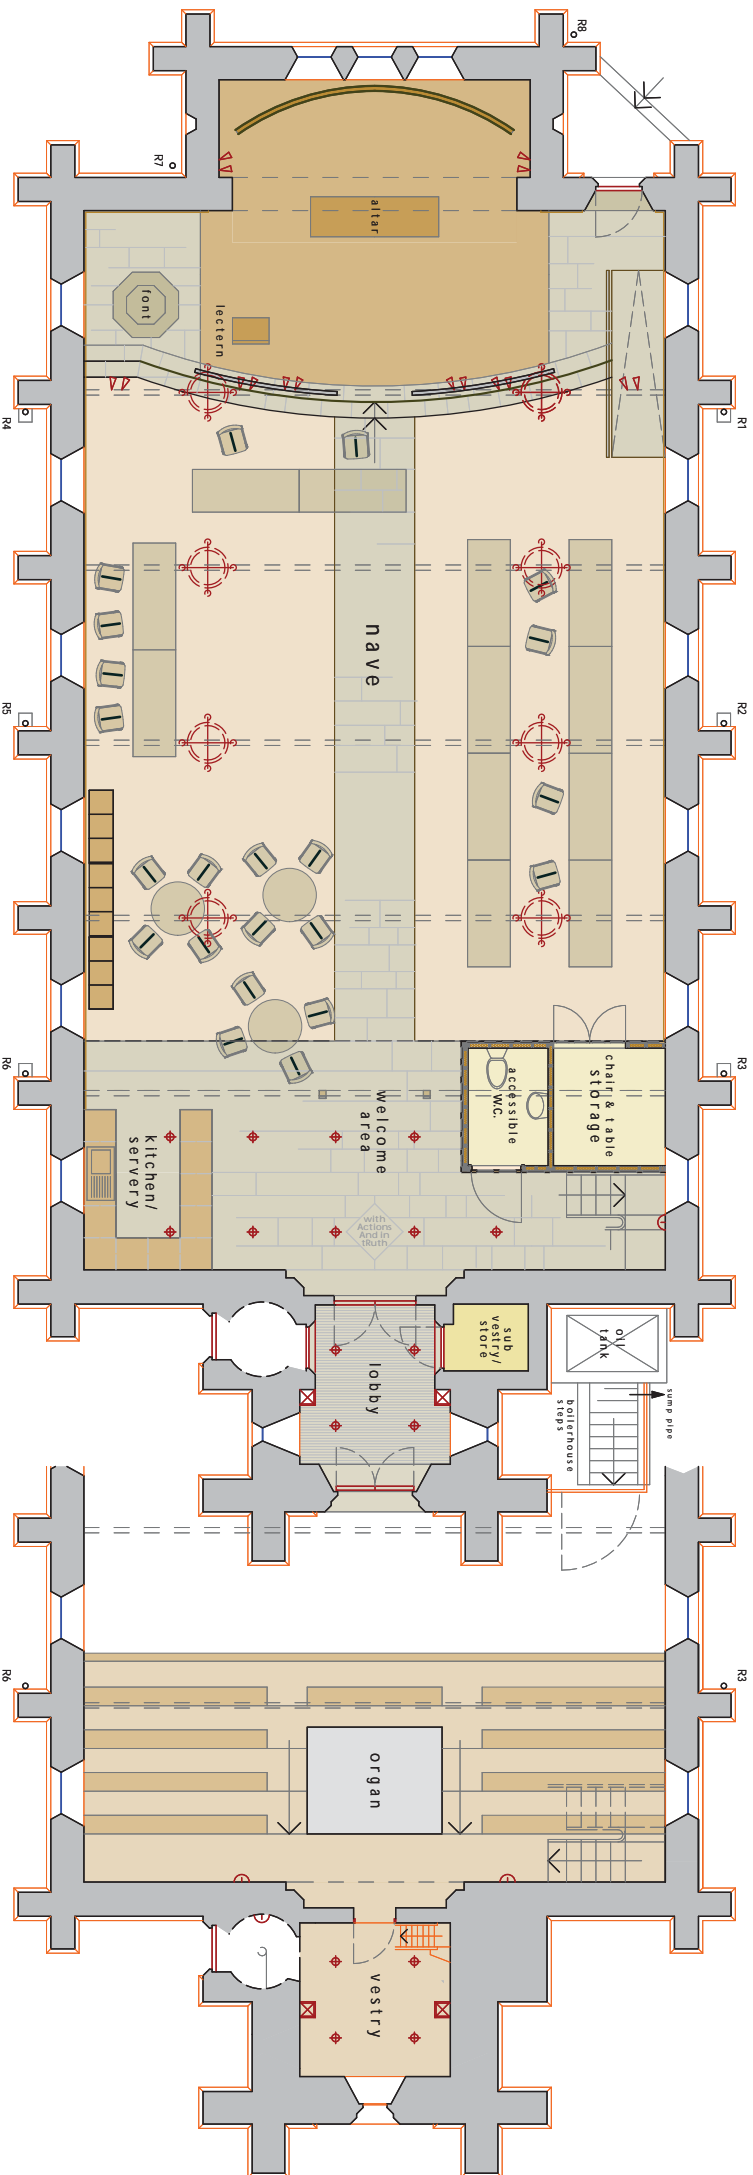 R8
R7
altar
font
lectern
R4
R1
nave
R5
R2
R6
R3
chair & table
storage
accessible
w.c.
welcome
area
kitchen/
servery
with
Actions
And in
tRuth
sub
vestry/
store
oil
tank
lobby
sump pipe
boilerhouse
steps
R6
R3
organ
vestry